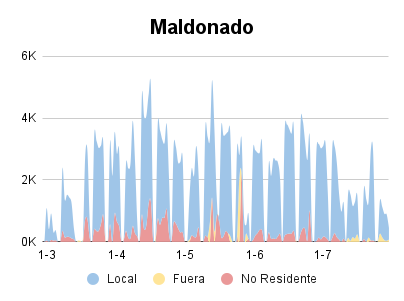 Maldonado
6K
4K
2K
0K
1-3 1-4 1-5 1-6 1-7
Local Fuera No Residente